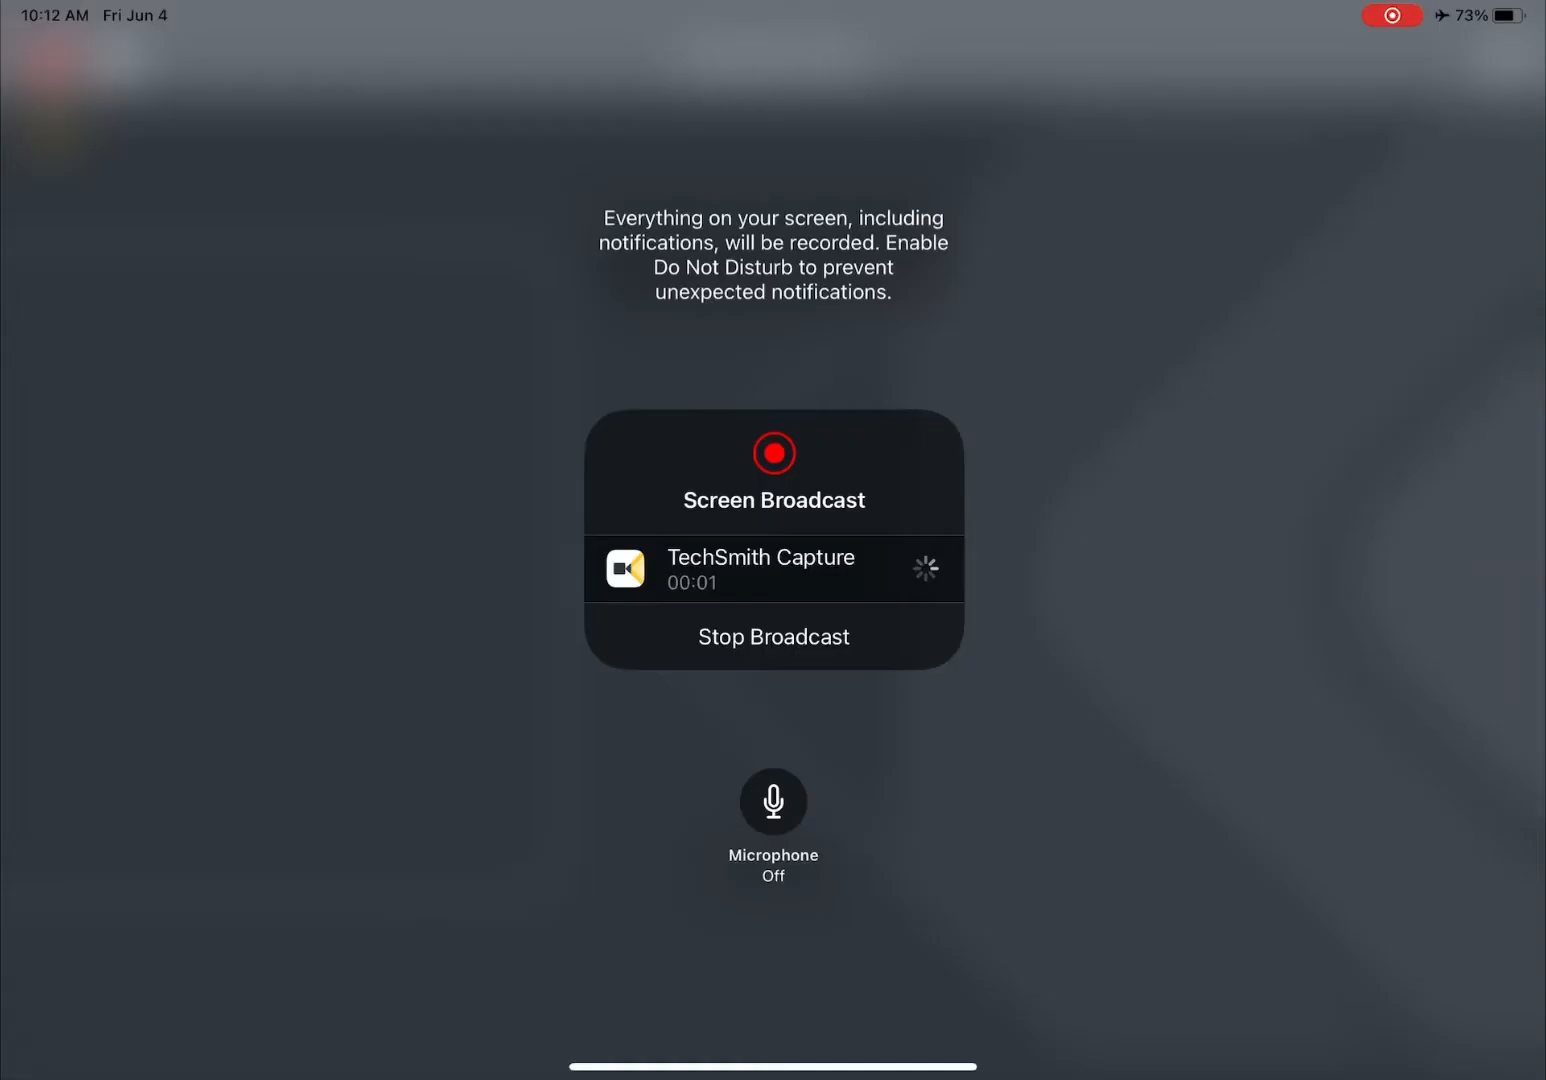 10:12 AM Fri Jun 4
73%
Everything on your screen, including
notifications, will be recorded. Enable
Do Not Disturb to prevent
unexpected notifications.
Screen Broadcast
TechSmith Capture
00:01
Stop Broadcast
Microphone
Off